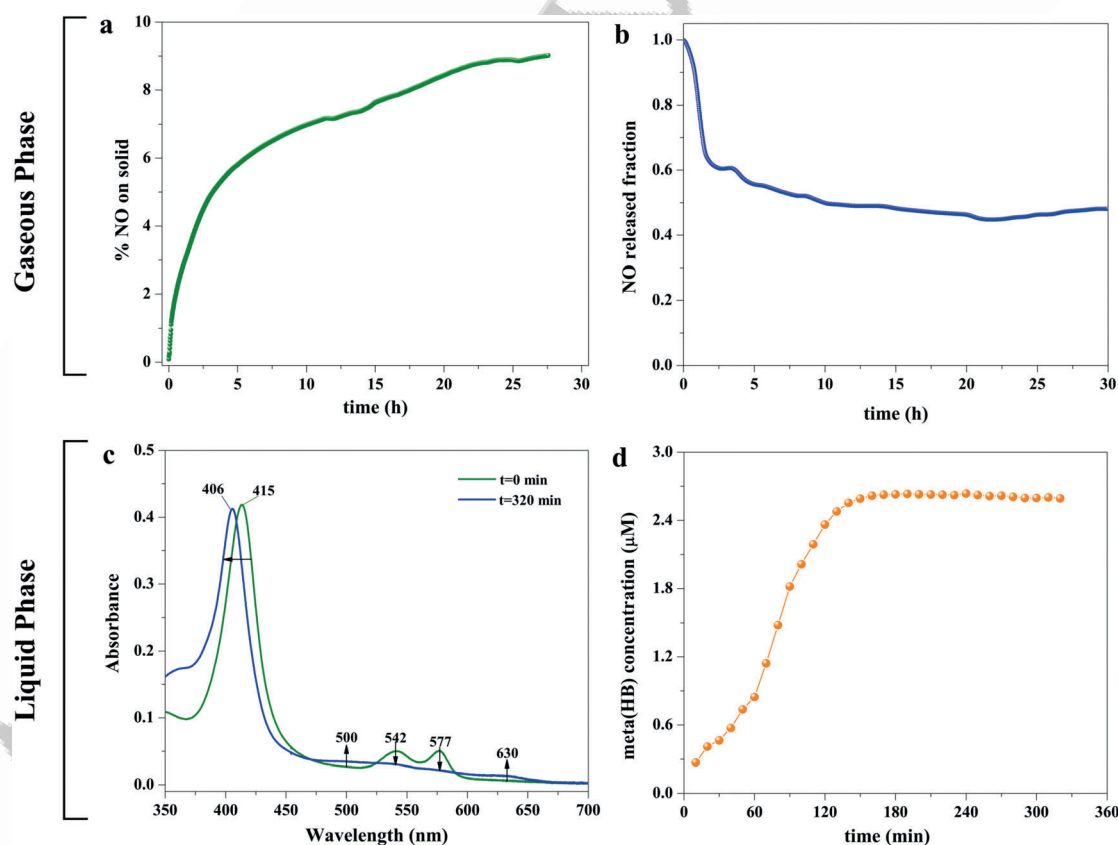 Gaseous Phase
a
% NO on solid
10
8
6
4
2
0
0 5 10 15 20 25 30
time (h)
b
NO released fraction
1.0
0.8
0.6
0.4
0.2
0.0
0 5 10 15 20 25 30
time (h)
Liquid Phase
c
Absorbance
0.5
0.4
0.3
0.2
0.1
0.0
406 415
t=0 min
t=320 min
500 542 577 630
350 400 450 500 550 600 650 700
Wavelength (nm)
d
meta(HB) concentration (μM)
3.0
2.4
1.8
1.2
0.6
0.0
0 60 120 180 240 300 360
time (min)